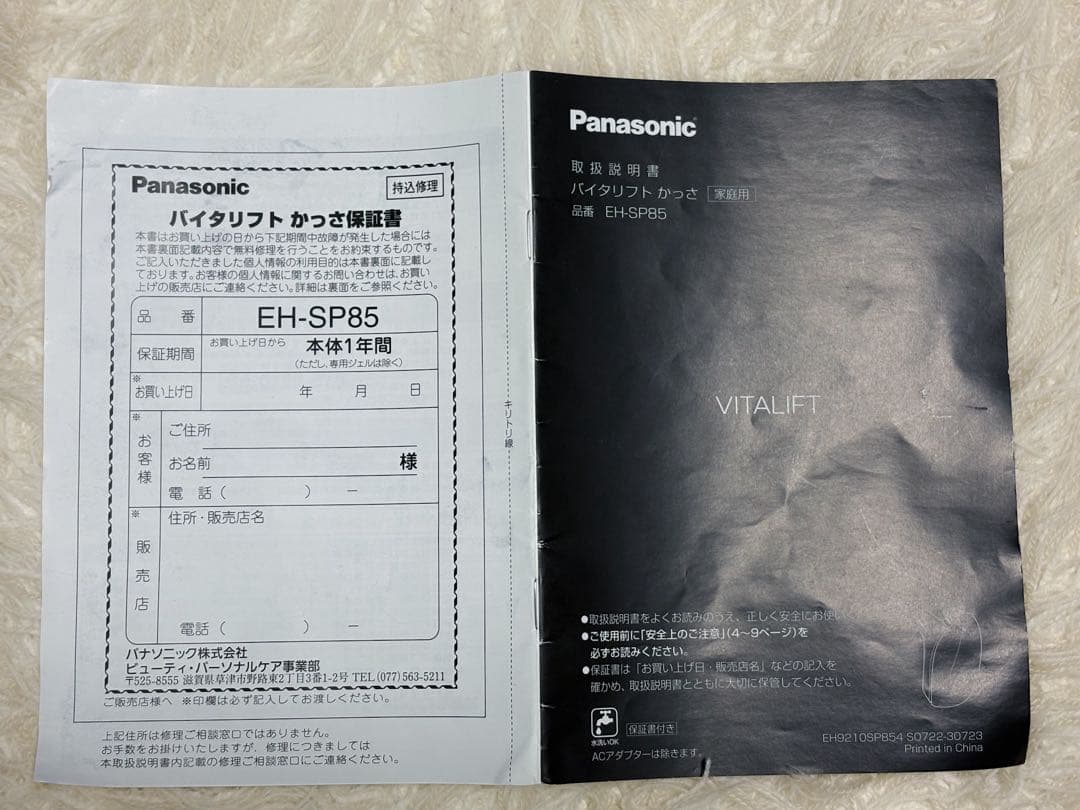 Panasonic
持込修理
バイタリフト かっさ保証書
本書はお買い上げの日から下記期間中故障が発生した場合には
本書裏面記載内容で無料修理を行うことをお約束するものです。
ご記入いただきました個人情報の利用目的は本書裏面に記載し
ております。お客様の個人情報に関するお問い合わせは、お買い
上げの販売店にご連絡ください。詳細は裏面をご参照ください。
品 番 EH-SP85
保証期間 お買い上げ日から 本体1年間
(ただし、専用ジェルは除く)
※お買い上げ日 年 月 日
※お客様
ご住所
お名前 様
電 話( ) ー
※販売店
住所・販売店名
電話( ) ー
パナソニック株式会社
ビューティ・パーソナルケア事業部
〒525-8555 滋賀県草津市野路東2丁目3番1-2号 TEL(077)563-5211
ご販売店様へ ※印欄は必ず記入してお渡しください。
上記住所は修理ご相談窓口ではありません。
お手数をお掛けいたしますが、修理につきましては
本取扱説明書内記載の修理ご相談窓口にご連絡ください。
キリトリ線
Panasonic
取扱説明書
バイタリフト かっさ 家庭用
品番 EH-SP85
VITALIFT
●取扱説明書をよくお読みのうえ、正しく安全にお使い
●ご使用前に「安全上のご注意」(4～9ページ)を
必ずお読みください。
●保証書は「お買い上げ日・販売店名」などの記入を
確かめ、取扱説明書とともに大切に保管してください。
水洗いOK
保証書付き
ACアダプターは除きます。
EH9210SP854 S0722-30723
Printed in China